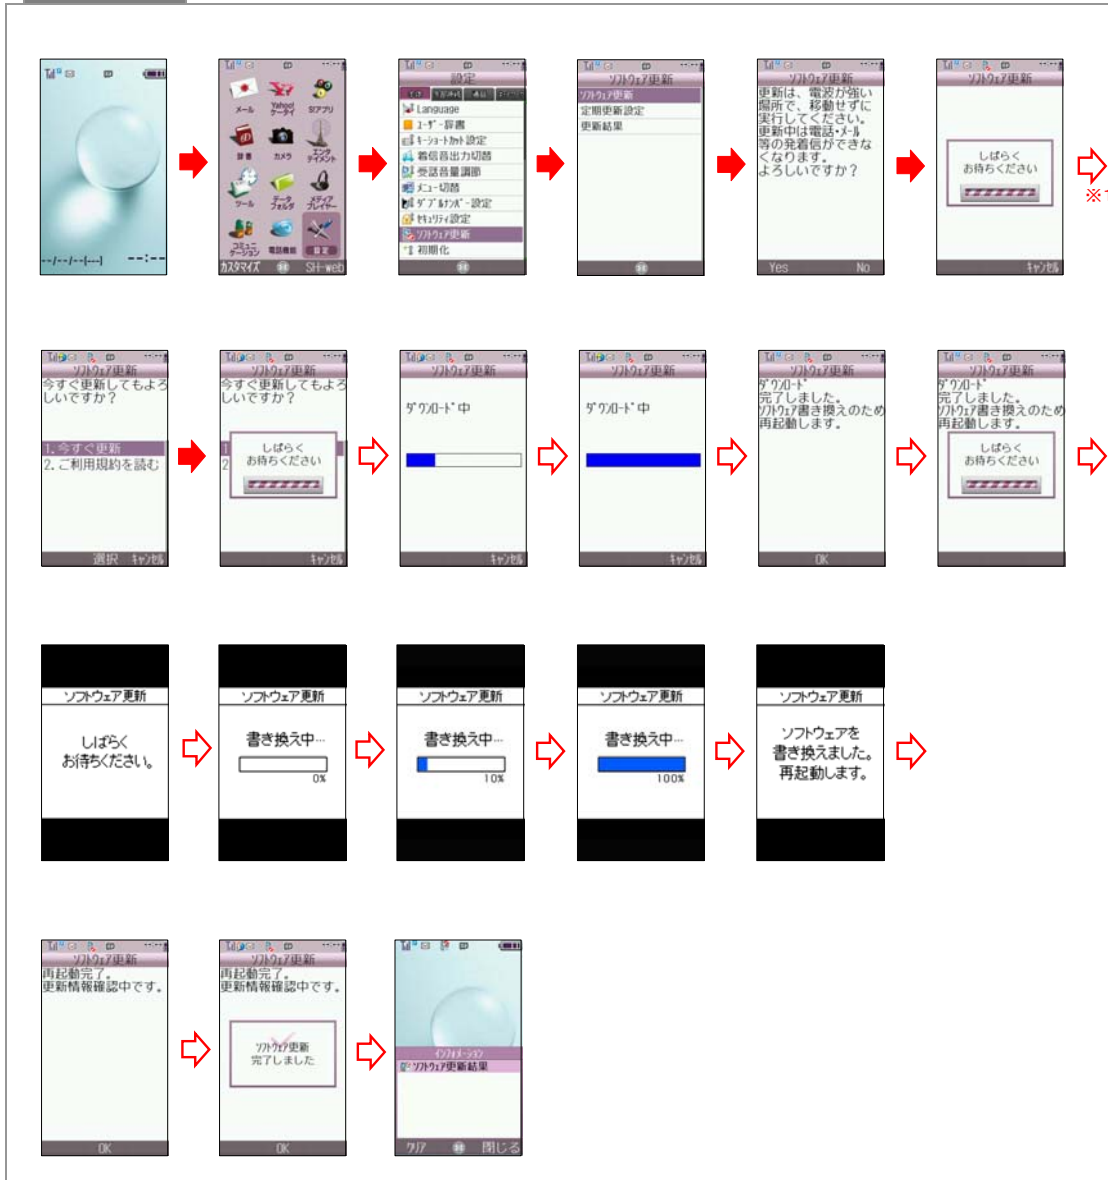 --/--/--[---] --:--
メール
Yahoo!
ケータイ
S!アプリ
辞書
カメラ
エンタ
テイメント
ツール
データ
フォルダ
メディア
プレイヤー
コミュニ
ケーション
電話機能
設定
カスタマイズ
SH-web
設定
Language
ユーザー辞書
キーショートカット設定
着信音出力切替
受話音量調節
メニュー切替
ダブルナンバー設定
セキュリティ設定
ソフトウェア更新
初期化
ソフトウェア更新
ソフトウェア更新
定期更新設定
更新結果
ソフトウェア更新
更新は、電波が強い
場所で、移動せずに
実行してください。
更新中は電話・メール
等の発着信ができな
くなります。
よろしいですか?
Yes No
ソフトウェア更新
しばらく
お待ちください
キャンセル
ソフトウェア更新
今すぐ更新してもよろ
しいですか?
1.今すぐ更新
2.ご利用規約を読む
選択 キャンセル
ソフトウェア更新
今すぐ更新してもよろ
しいですか?
1
2
しばらく
お待ちください
キャンセル
ソフトウェア更新
ダウンロード中
キャンセル
ソフトウェア更新
ダウンロード中
キャンセル
ソフトウェア更新
ダウンロード
完了しました。
ソフトウェア書き換えのため
再起動します。
OK
ソフトウェア更新
ダウンロード
完了しました。
ソフトウェア書き換えのため
再起動します。
しばらく
お待ちください
ソフトウェア更新
しばらく
お待ちください。
ソフトウェア更新
書き換え中…
0%
ソフトウェア更新
書き換え中…
10%
ソフトウェア更新
書き換え中…
100%
ソフトウェア更新
ソフトウェアを
書き換えました。
再起動します。
ソフトウェア更新
再起動完了。
更新情報確認中です。
OK
ソフトウェア更新
再起動完了。
更新情報確認中です。
ソフトウェア更新
完了しました
OK
インフォメーション
ソフトウェア更新結果
クリア 閉じる